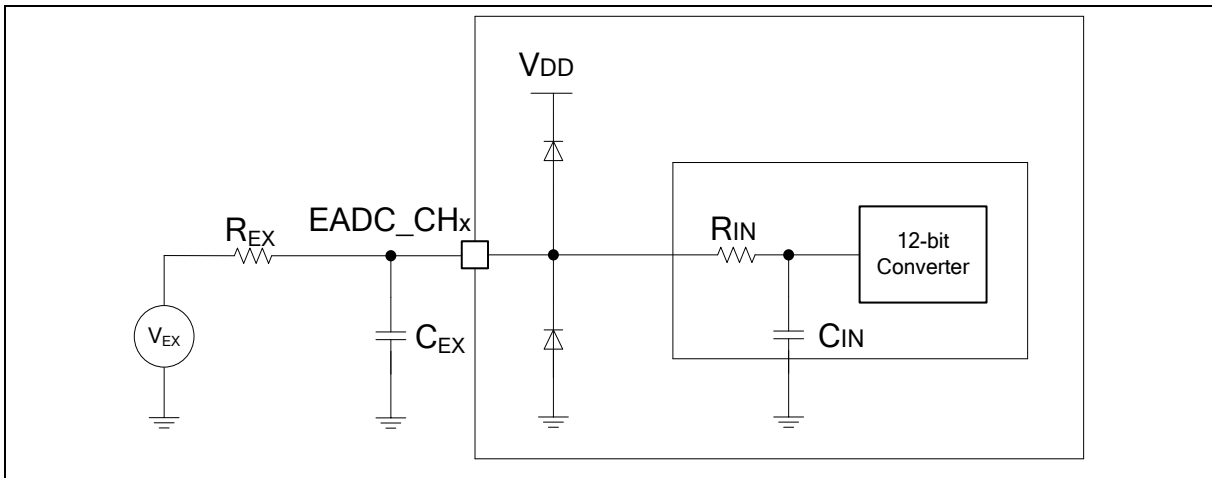 VDD
EADC_CHx
REX
RIN
12-bit
Converter
VEX
CEX
CIN